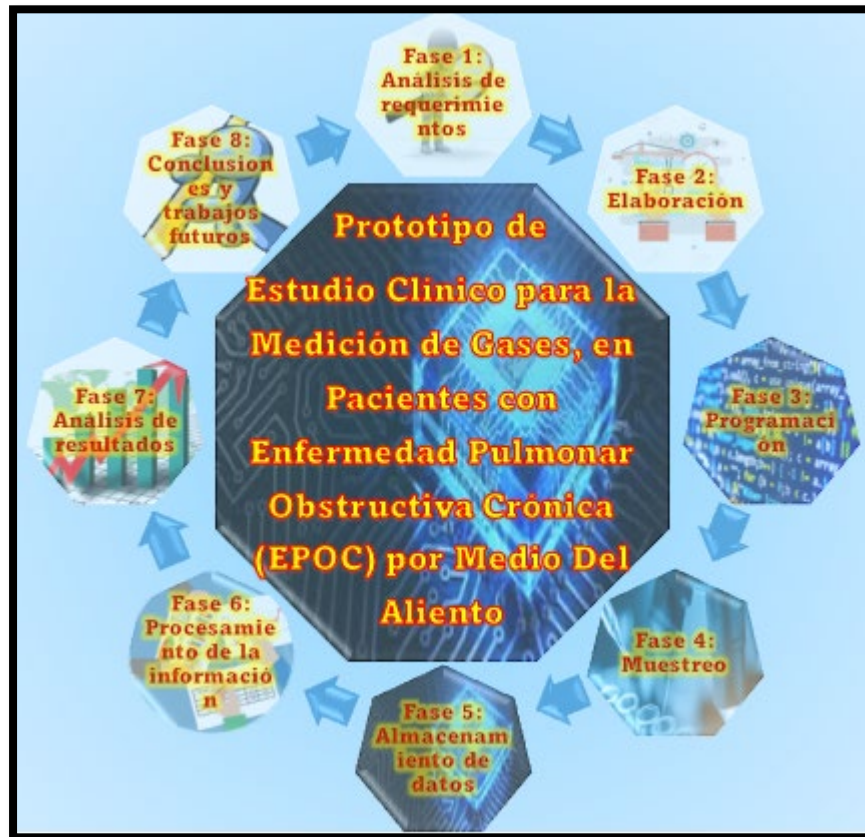 Fase 1:
Análisis de
requerimie
ntos
Fase 2:
Elaboración
Fase 3:
Programaci
ón
Fase 4:
Muestreo
Fase 5:
Almacenam
iento de
datos
Fase 6:
Procesamie
nto de la
informació
n
Fase 7:
Análisis de
resultados
Fase 8:
Conclusion
es y
trabajos
futuros
Prototipo de
Estudio Clínico para la
Medición de Gases, en
Pacientes con
Enfermedad Pulmonar
Obstructiva Crónica
(EPOC) por Medio Del
Aliento